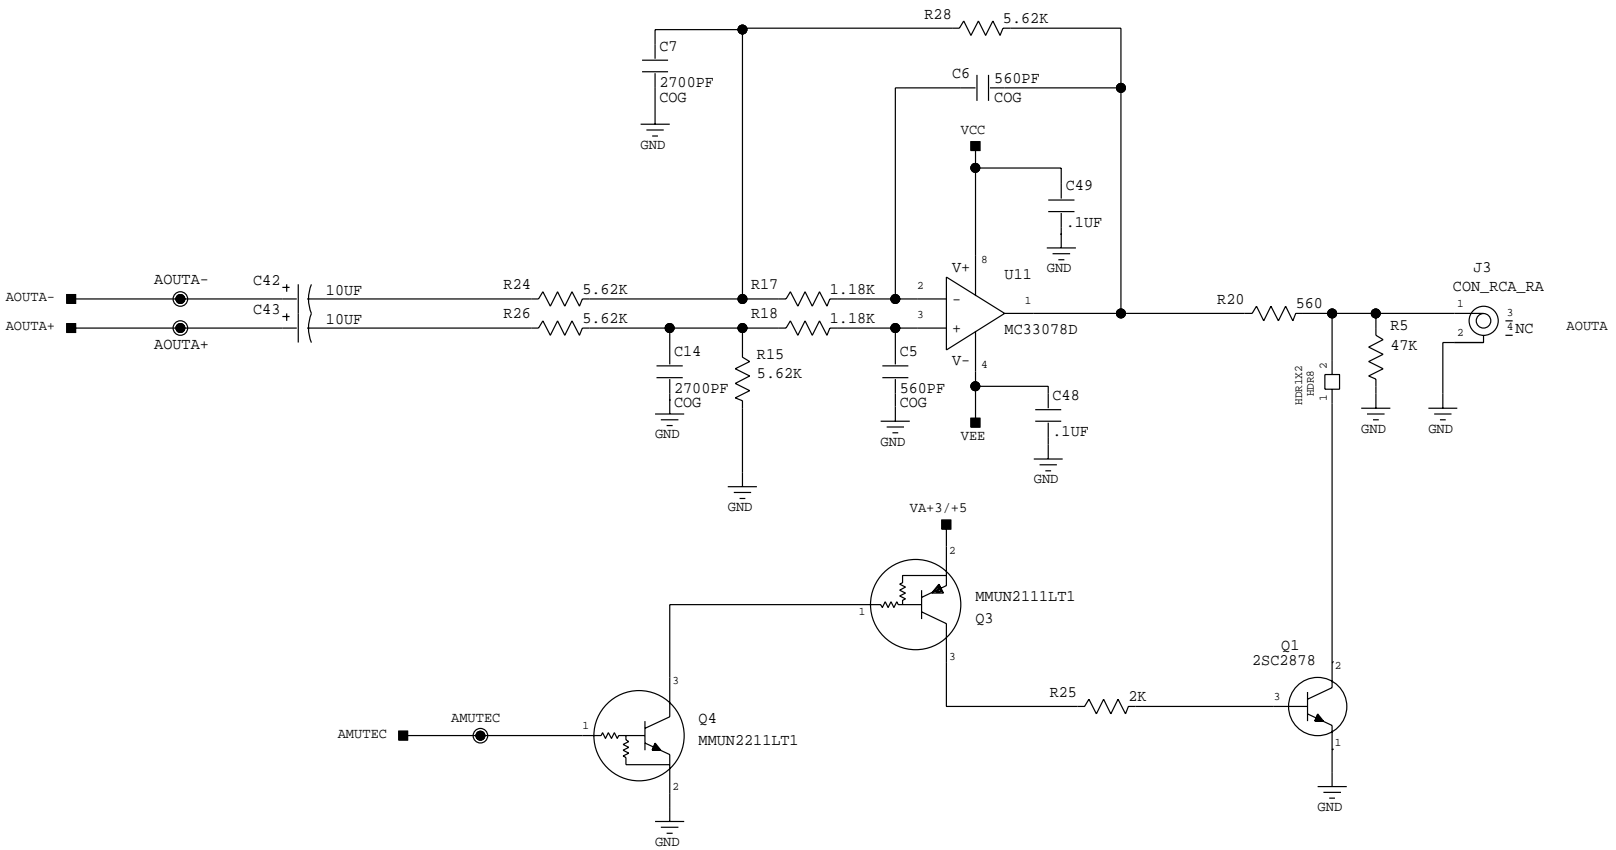 R28
5.62K
C7
2700PF
COG
GND
C6
560PF
COG
VCC
C49
.1UF
GND
V+
8
U11
AOUTA-
AOUTA-
C42
+
10UF
R24
5.62K
R17
1.18K
2
-
1
AOUTA+
AOUTA+
C43
+
10UF
R26
5.62K
R18
1.18K
3
+
MC33078D
V-
4
R20
560
J3
CON_RCA_RA
1
2
3
4
NC
AOUTA
R5
47K
GND
GND
HDR1X2
HDR8
1
2
C14
2700PF
COG
GND
R15
5.62K
GND
C5
560PF
COG
GND
VEE
C48
.1UF
GND
VA+3/+5
2
1
MMUN2111LT1
Q3
3
R25
2K
Q1
2SC2878
2
3
1
GND
AMUTEC
AMUTEC
1
3
Q4
MMUN2211LT1
2
GND